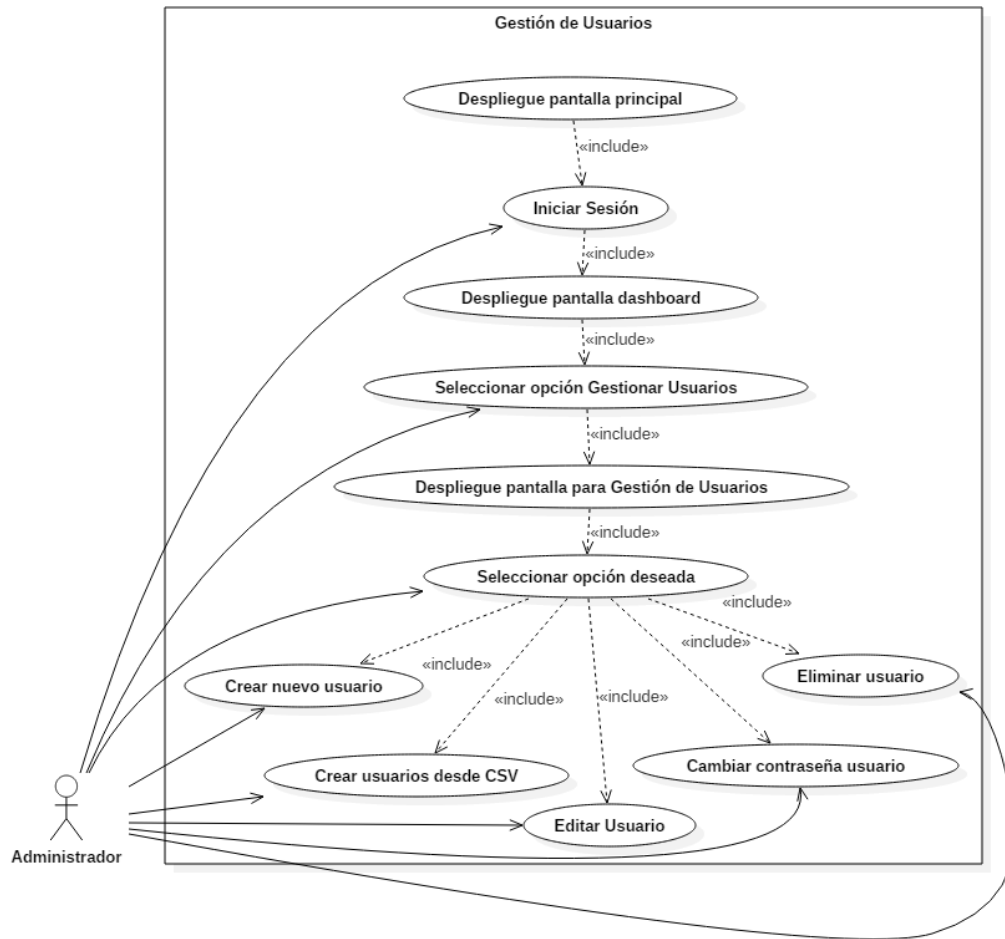 Gestión de Usuarios
Despliegue pantalla principal
«include»
Iniciar Sesión
«include»
Despliegue pantalla dashboard
«include»
Seleccionar opción Gestionar Usuarios
«include»
Despliegue pantalla para Gestión de Usuarios
«include»
Seleccionar opción deseada
«include»
«include»
«include»
«include»
«include»
Crear nuevo usuario
Eliminar usuario
Crear usuarios desde CSV
Cambiar contraseña usuario
Editar Usuario
Administrador